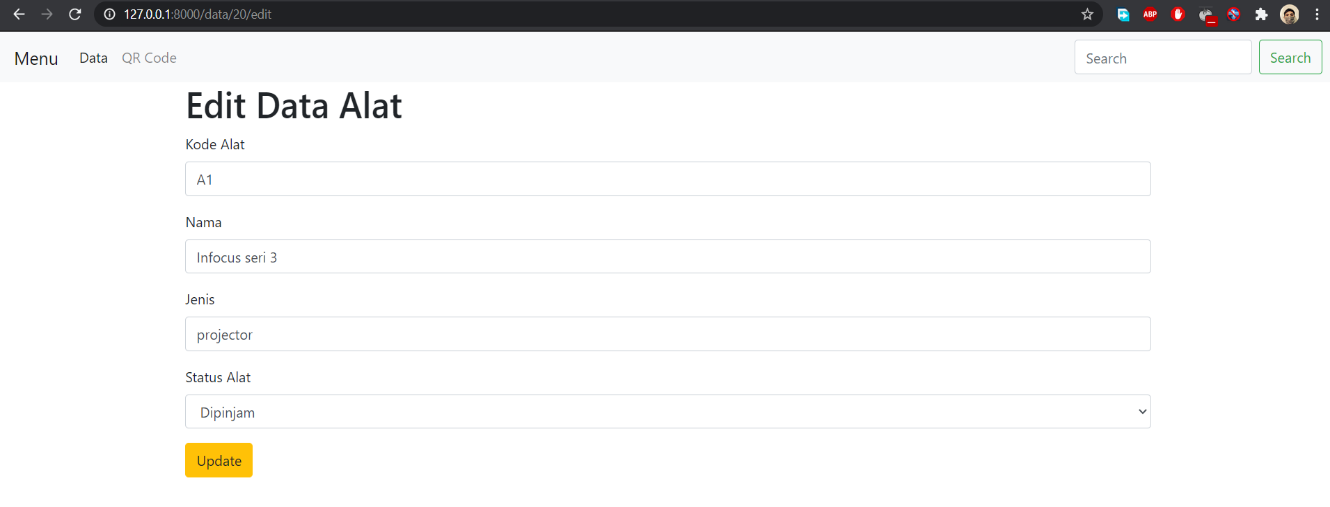 127.0.0.1:8000/data/20/edit
ABP
Menu Data QR Code Search Search
Edit Data Alat
Kode Alat
A1
Nama
Infocus seri 3
Jenis
projector
Status Alat
Dipinjam
Update